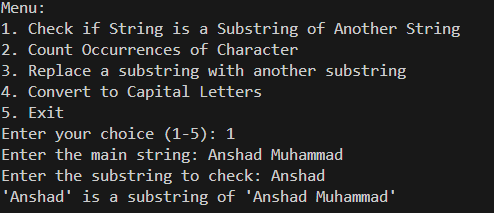 Menu:
1. Check if String is a Substring of Another String
2. Count Occurrences of Character
3. Replace a substring with another substring
4. Convert to Capital Letters
5. Exit
Enter your choice (1-5): 1
Enter the main string: Anshad Muhammad
Enter the substring to check: Anshad
'Anshad' is a substring of 'Anshad Muhammad'